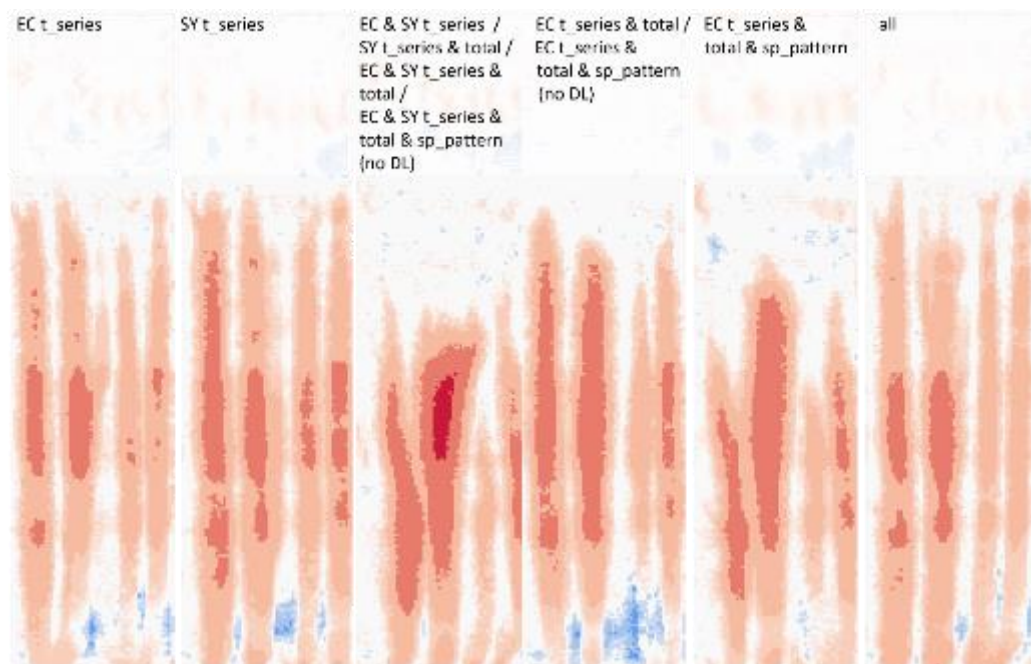 EC t_series
SY t_series
EC & SY t_series /
SY t_series & total /
EC & SY t_series &
total /
EC & SY t_series &
total & sp_pattern
(no DL)
EC t_series & total /
EC t_series &
total & sp_pattern
(no DL)
EC t_series &
total & sp_pattern
all